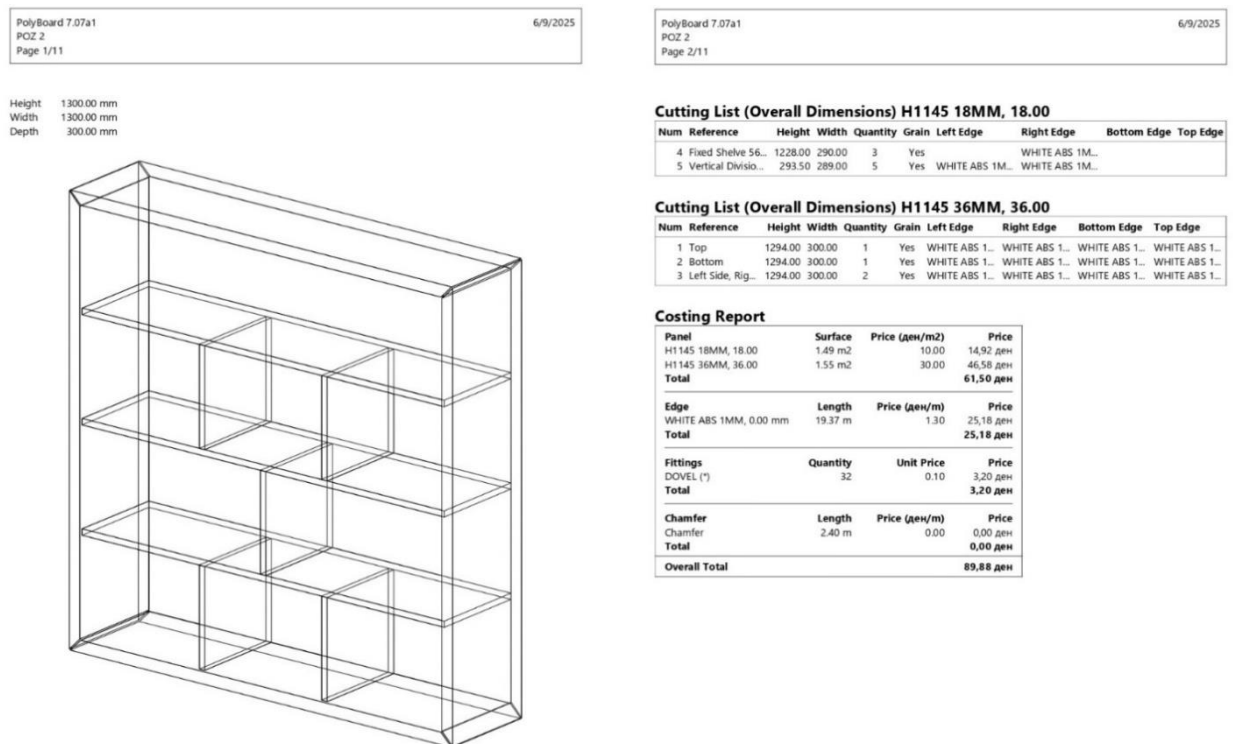 PolyBoard 7.07a1 6/9/2025
POZ 2
Page 1/11
Height 1300.00 mm
Width 1300.00 mm
Depth 300.00 mm
PolyBoard 7.07a1 6/9/2025
POZ 2
Page 2/11
Cutting List (Overall Dimensions) H1145 18MM, 18.00
Num Reference Height Width Quantity Grain Left Edge Right Edge Bottom Edge Top Edge
4 Fixed Shelve 56... 1228.00 290.00 3 Yes WHITE ABS 1M...
5 Vertical Divisio... 293.50 289.00 5 Yes WHITE ABS 1M... WHITE ABS 1M...
Cutting List (Overall Dimensions) H1145 36MM, 36.00
Num Reference Height Width Quantity Grain Left Edge Right Edge Bottom Edge Top Edge
1 Top 1294.00 300.00 1 Yes WHITE ABS 1... WHITE ABS 1... WHITE ABS 1... WHITE ABS 1...
2 Bottom 1294.00 300.00 1 Yes WHITE ABS 1... WHITE ABS 1... WHITE ABS 1... WHITE ABS 1...
3 Left Side, Rig... 1294.00 300.00 2 Yes WHITE ABS 1... WHITE ABS 1... WHITE ABS 1... WHITE ABS 1...
Costing Report
Panel Surface Price (ден/m2) Price
H1145 18MM, 18.00 1.49 m2 10.00 14,92 ден
H1145 36MM, 36.00 1.55 m2 30.00 46,58 ден
Total 61,50 ден
Edge Length Price (ден/m) Price
WHITE ABS 1MM, 0.00 mm 19.37 m 1.30 25,18 ден
Total 25,18 ден
Fittings Quantity Unit Price Price
DOVEL (*) 32 0.10 3,20 ден
Total 3,20 ден
Chamfer Length Price (ден/m) Price
Chamfer 2.40 m 0.00 0,00 ден
Total 0,00 ден
Overall Total 89,88 ден